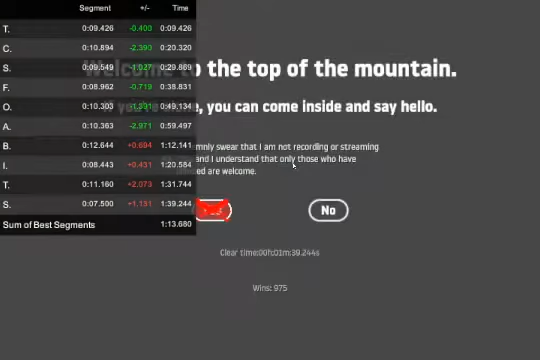 Segment +/- Time
T. 0:09.426 -0.400 0:09.426
C. 0:10.894 -2.390 0:20.320
S. 0:09.549 -1.027 0:29.869
F. 0:08.962 -0.719 0:38.831
O. 0:10.303 0:49.134
A. 0:10.363 -2.971 0:59.497
B. 0:12.644 +0.694 1:12.141
I. 0:08.443 +0.431 1:20.584
T. 0:11.160 +2.073 1:31.744
S. 0:07.500 +1.131 1:39.244
Sum of Best Segments 1:13.680
Welcome to the top of the mountain.
you can come inside and say hello.
that I am not recording or streaming
and I understand that only those who have
are welcome.
No
Clear time:00h:01m:39.244s
Wins: 975